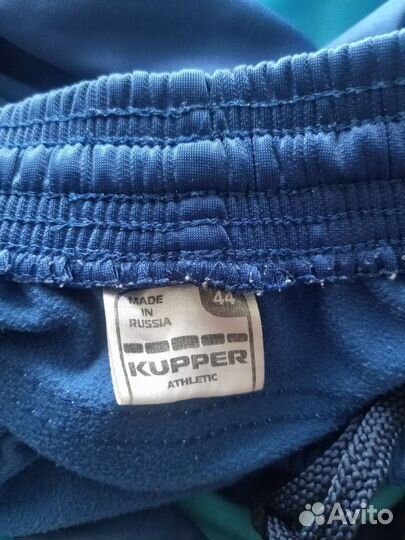 MADE
IN
RUSSIA
44
KUPPER
ATHLETIC
Avito